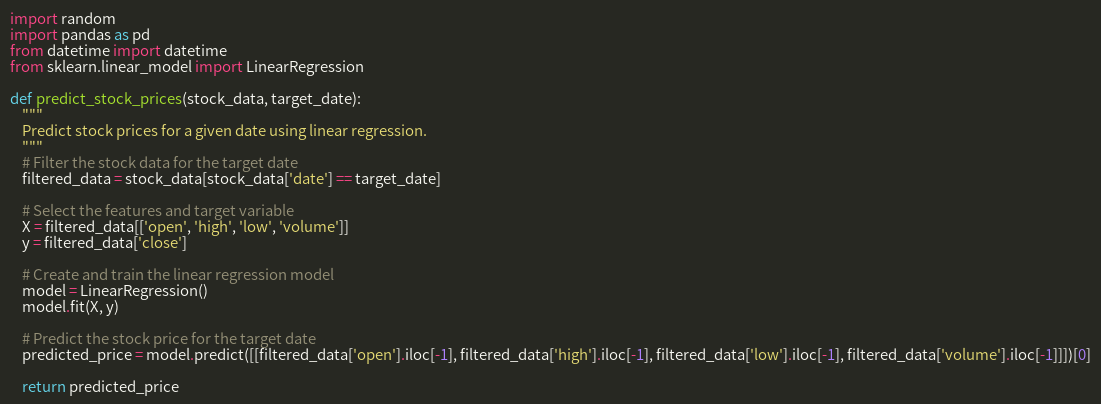 import random
import pandas as pd
from datetime import datetime
from sklearn.linear_model import LinearRegression
def predict_stock_prices(stock_data, target_date):
"""
Predict stock prices for a given date using linear regression.
"""
# Filter the stock data for the target date
filtered_data = stock_data[stock_data['date'] == target_date]
# Select the features and target variable
X = filtered_data[['open', 'high', 'low', 'volume']]
y = filtered_data['close']
# Create and train the linear regression model
model = LinearRegression()
model.fit(X, y)
# Predict the stock price for the target date
predicted_price = model.predict([[filtered_data['open'].iloc[-1], filtered_data['high'].iloc[-1], filtered_data['low'].iloc[-1], filtered_data['volume'].iloc[-1]]])[0]
return predicted_price